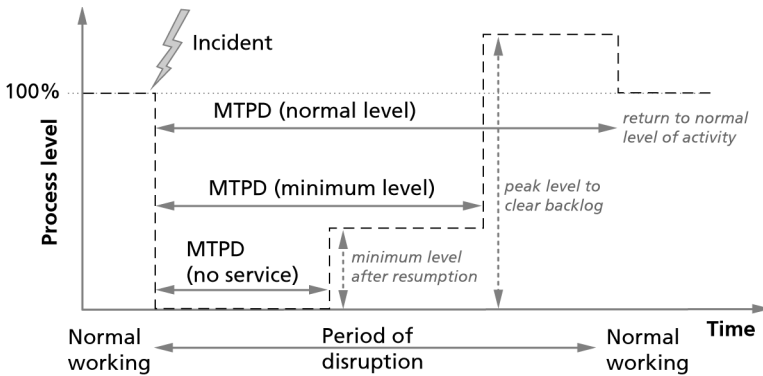 Incident
100%
MTPD (normal level)
return to normal
level of activity
Process level
MTPD (minimum level)
peak level to
clear backlog
MTPD
(no service)
minimum level
after resumption
Time
Normal
working
Period of
disruption
Normal
working